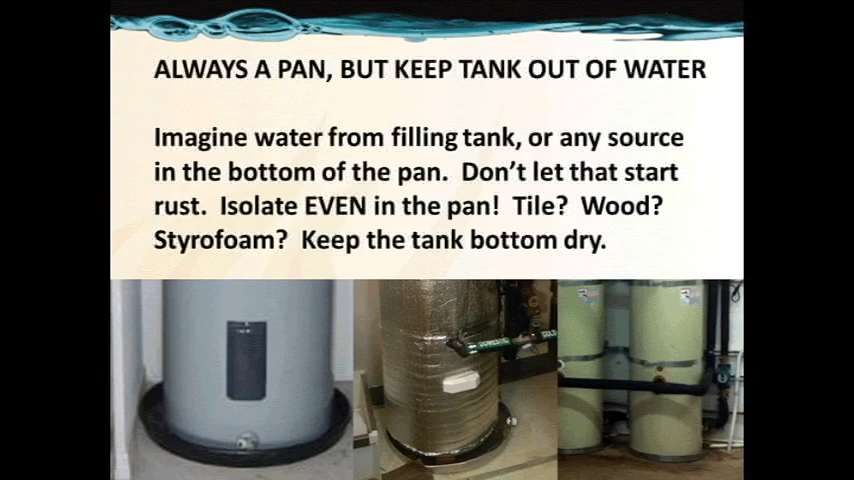 ALWAYS A PAN, BUT KEEP TANK OUT OF WATER
Imagine water from filling tank, or any source
in the bottom of the pan.  Don’t let that start
rust.  Isolate EVEN in the pan!  Tile?  Wood?
Styrofoam?  Keep the tank bottom dry.
DOMESTIC COLD